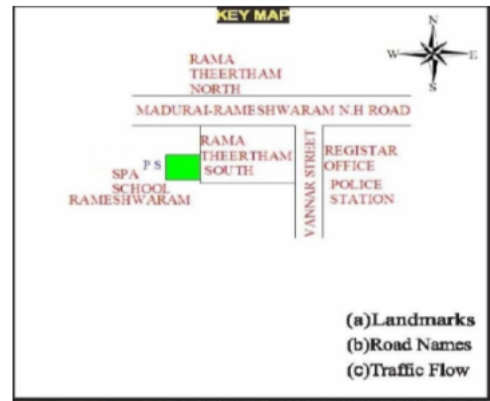 KEY MAP
N
W
E
S
RAMA
THEERTHAM
NORTH
MADURAI-RAMESHWARAM N.H ROAD
RAMA
THEERTHAM
SOUTH
P S
SPA
SCHOOL
RAMESHWARAM
VANNAR STREET
REGISTAR
OFFICE
POLICE
STATION
(a)Landmarks
(b)Road Names
(c)Traffic Flow